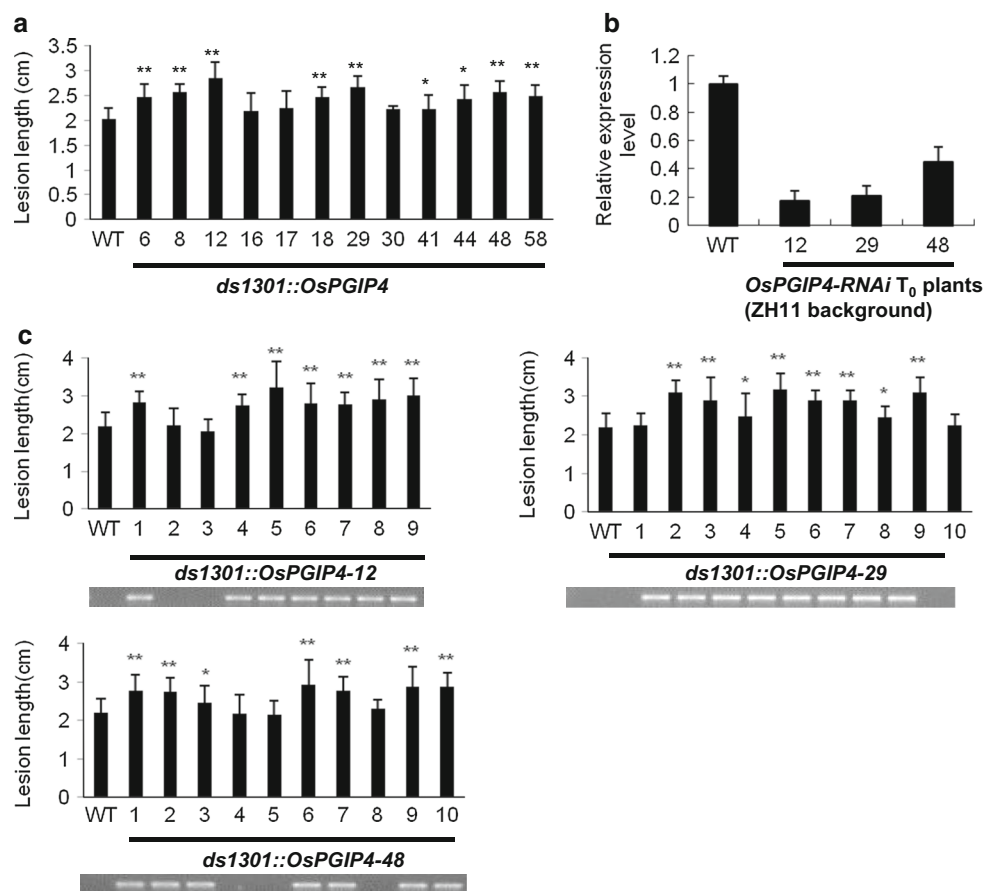 a
Lesion length (cm)
3.5
3
2.5
2
1.5
1
0.5
0
** ** ** ** ** * * ** **
WT 6 8 12 16 17 18 29 30 41 44 48 58
ds1301::OsPGIP4
b
Relative expression
level
1.2
1
0.8
0.6
0.4
0.2
0
WT 12 29 48
OsPGIP4-RNAi T₀ plants
(ZH11 background)
c
Lesion length(cm)
4
3
2
1
0
** ** ** ** ** ** **
WT 1 2 3 4 5 6 7 8 9
ds1301::OsPGIP4-12
Lesion length(cm)
4
3
2
1
0
** ** * ** ** ** * **
WT 1 2 3 4 5 6 7 8 9 10
ds1301::OsPGIP4-29
Lesion length(cm)
4
3
2
1
0
** ** * ** ** ** **
WT 1 2 3 4 5 6 7 8 9 10
ds1301::OsPGIP4-48